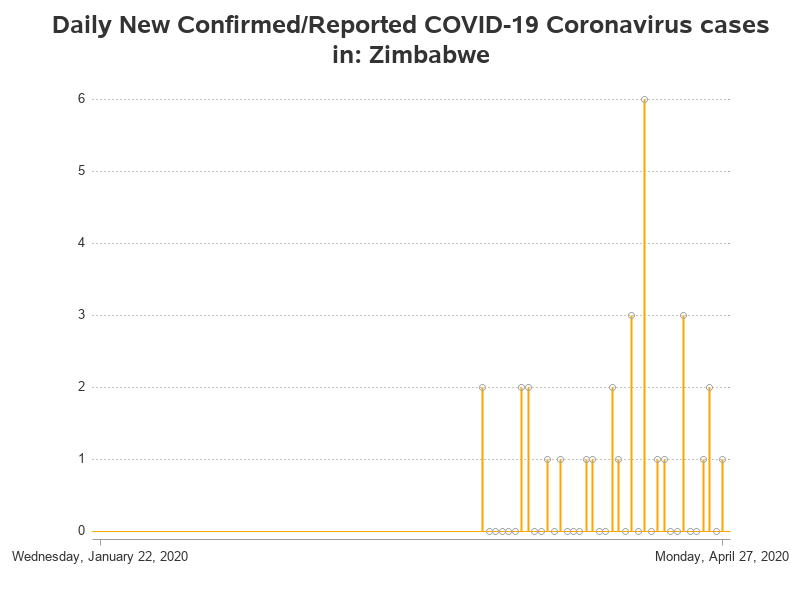 Daily New Confirmed/Reported COVID-19 Coronavirus cases
in: Zimbabwe
6
5
4
3
2
1
0
Wednesday, January 22, 2020 Monday, April 27, 2020